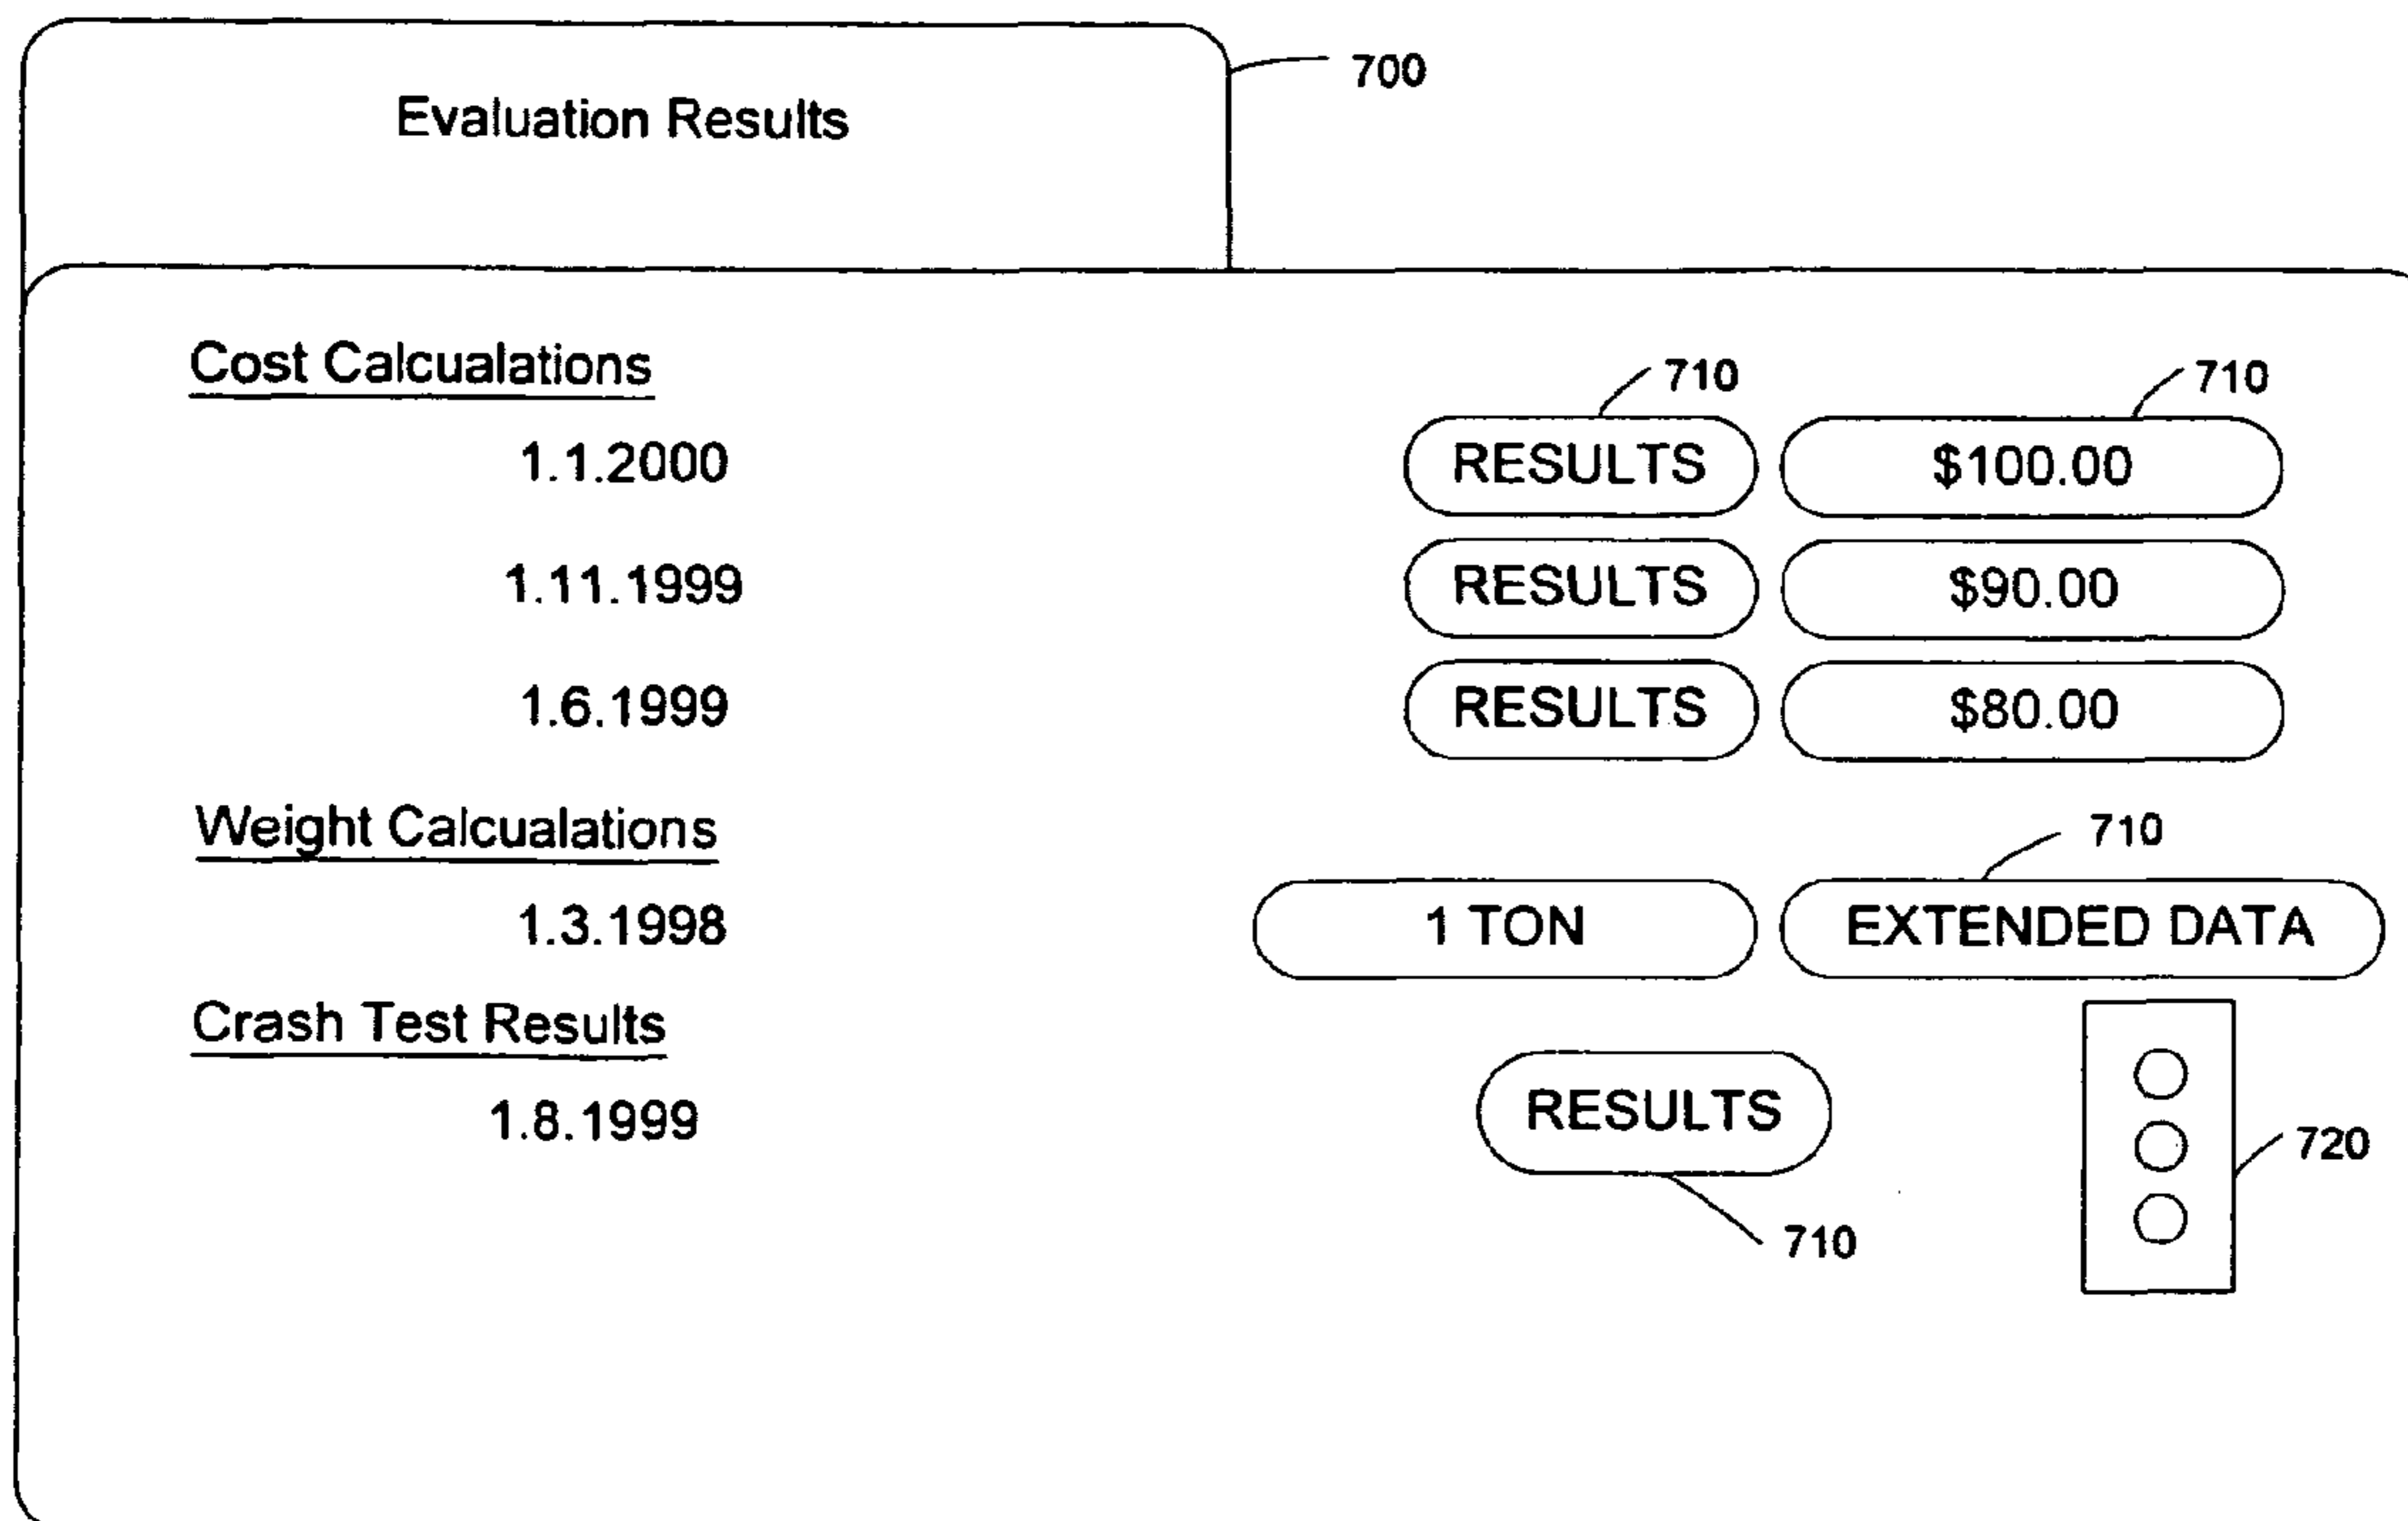 700
Evaluation Results
Cost Calcualations
710 710
1.1.2000 RESULTS $100.00
1.11.1999 RESULTS $90.00
1.6.1999 RESULTS $80.00
Weight Calcualations
710
1.3.1998 1 TON EXTENDED DATA
Crash Test Results
1.8.1999 RESULTS
720
710